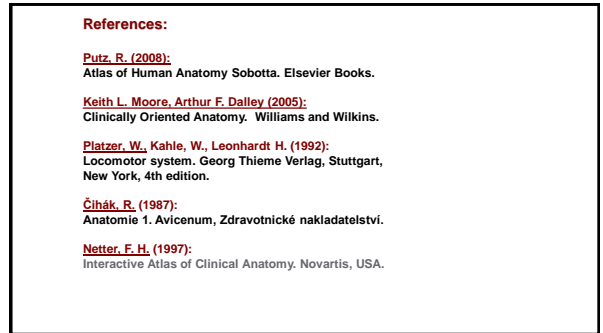 References:
Putz, R. (2008):
Atlas of Human Anatomy Sobotta. Elsevier Books.
Keith L. Moore, Arthur F. Dalley (2005):
Clinically Oriented Anatomy.  Williams and Wilkins.
Platzer, W., Kahle, W., Leonhardt H. (1992):
Locomotor system. Georg Thieme Verlag, Stuttgart,
New York, 4th edition.
Čihák, R. (1987):
Anatomie 1. Avicenum, Zdravotnické nakladatelství.
Netter, F. H. (1997):
Interactive Atlas of Clinical Anatomy. Novartis, USA.